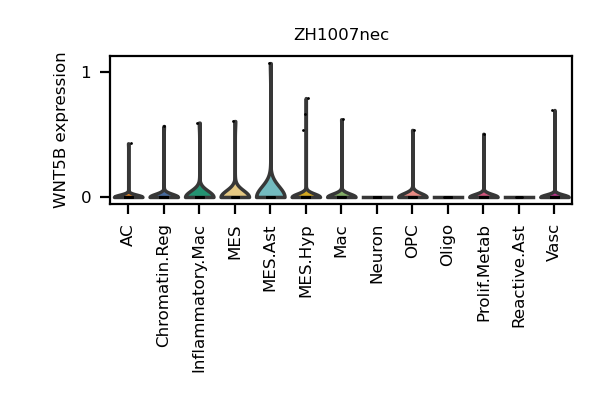 ZH1007nec
WNT5B expression
1
0
AC
Chromatin.Reg
Inflammatory.Mac
MES
MES.Ast
MES.Hyp
Mac
Neuron
OPC
Oligo
Prolif.Metab
Reactive.Ast
Vasc